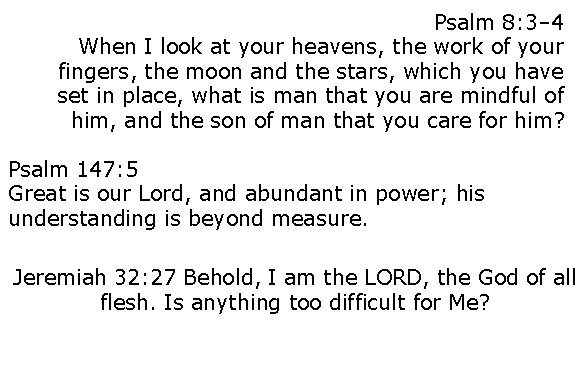 Psalm 8:3–4
When I look at your heavens, the work of your
fingers, the moon and the stars, which you have
set in place, what is man that you are mindful of
him, and the son of man that you care for him?
Psalm 147:5
Great is our Lord, and abundant in power; his
understanding is beyond measure.
Jeremiah 32:27 Behold, I am the LORD, the God of all
flesh. Is anything too difficult for Me?